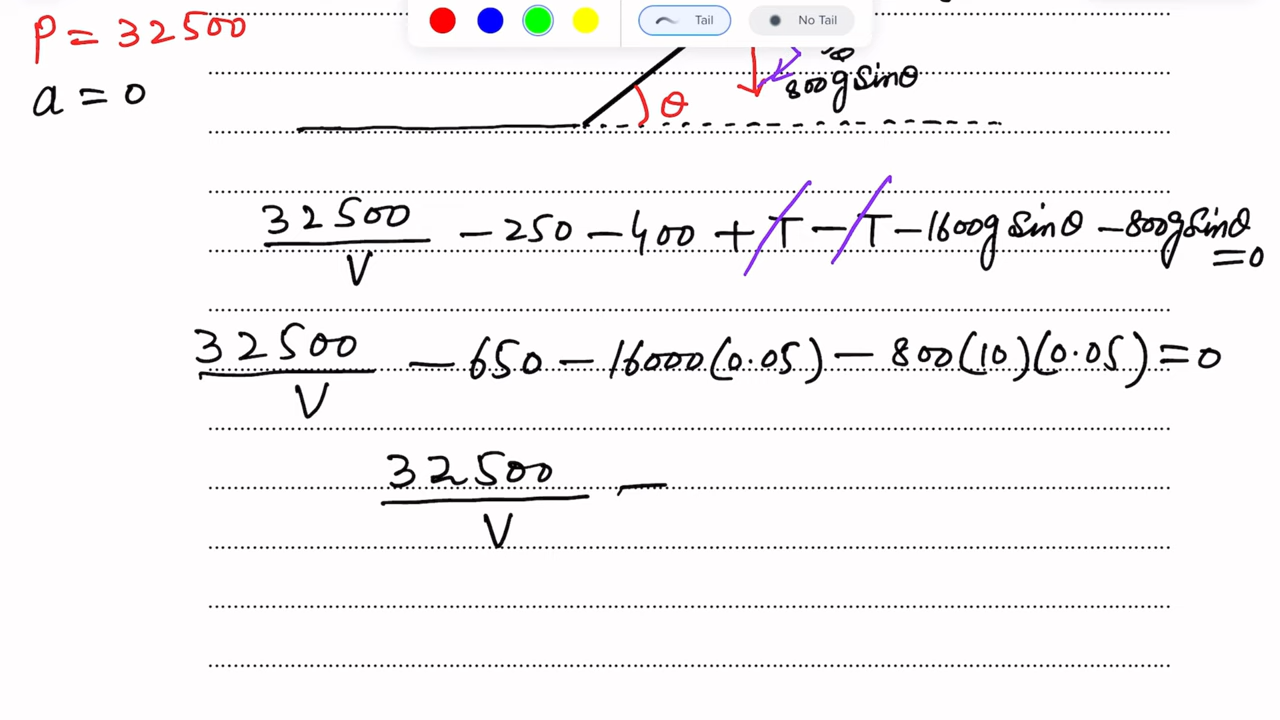 Tail No Tail
P = 32500
800g sinθ
θ
a = 0
32500/V - 250 - 400 + T - T - 1600g sinθ - 800g sinθ = 0
32500/V - 650 - 16000(0.05) - 800(10)(0.05) = 0
32500/V -